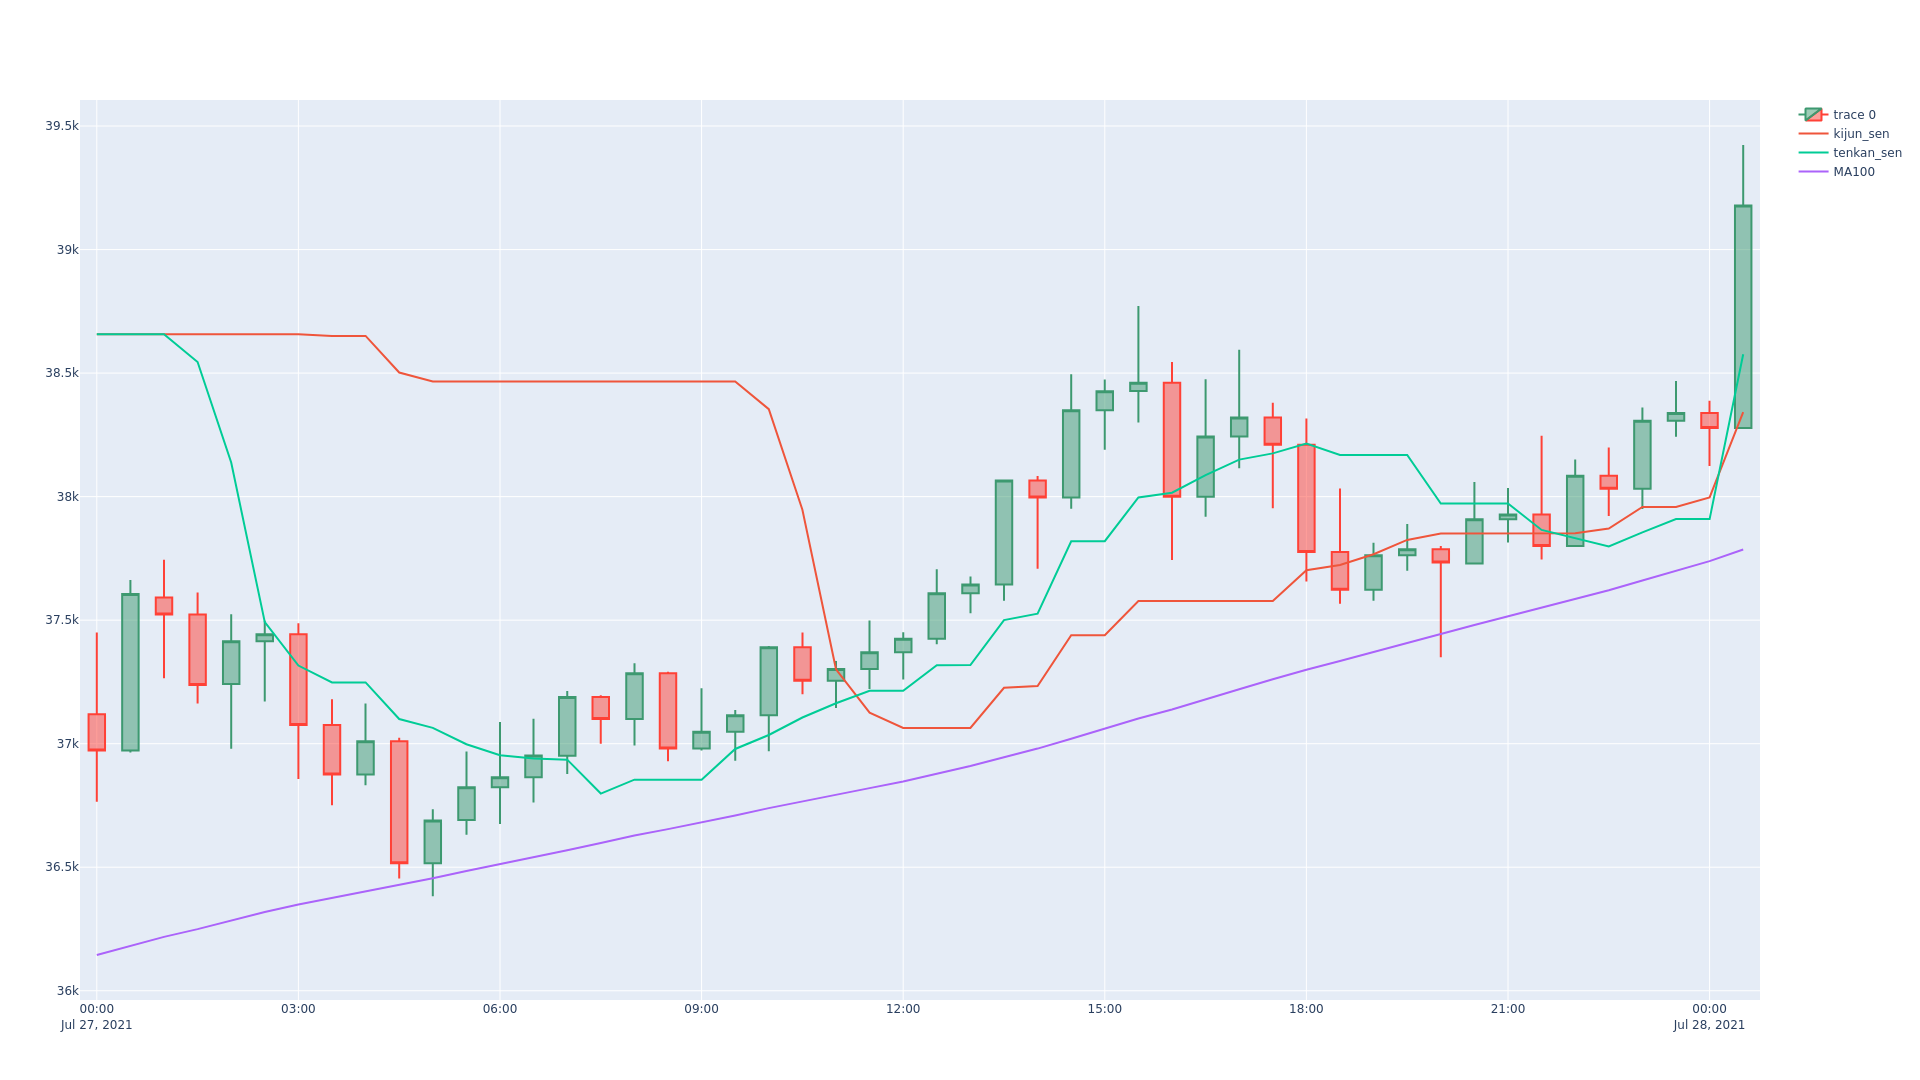 trace 0
kijun_sen
tenkan_sen
MA100
39.5k
39k
38.5k
38k
37.5k
37k
36.5k
36k
00:00 03:00 06:00 09:00 12:00 15:00 18:00 21:00 00:00
Jul 27, 2021 Jul 28, 2021